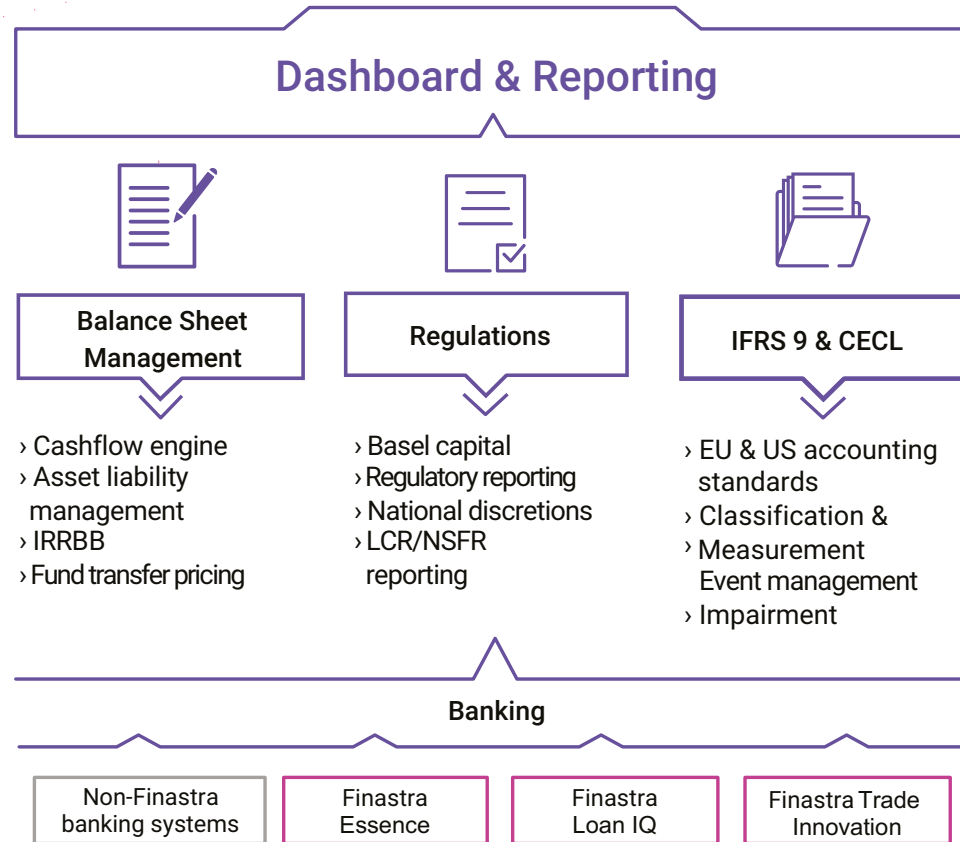 Dashboard & Reporting
Balance Sheet
Management
› Cashflow engine
› Asset liability
management
› IRRBB
› Fund transfer pricing
Regulations
› Basel capital
› Regulatory reporting
› National discretions
› LCR/NSFR
reporting
IFRS 9 & CECL
› EU & US accounting
standards
› Classification &
› Measurement
Event management
› Impairment
Banking
Non-Finastra
banking systems
Finastra
Essence
Finastra
Loan IQ
Finastra Trade
Innovation